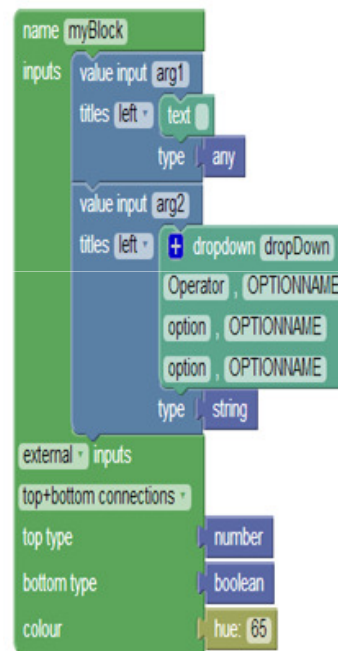 name myBlock
inputs value input arg1
titles left text
type any
value input arg2
titles left + dropdown dropDown
Operator , OPTIONNAME
option , OPTIONNAME
option , OPTIONNAME
type string
external inputs
top+bottom connections
top type number
bottom type boolean
colour hue: 65